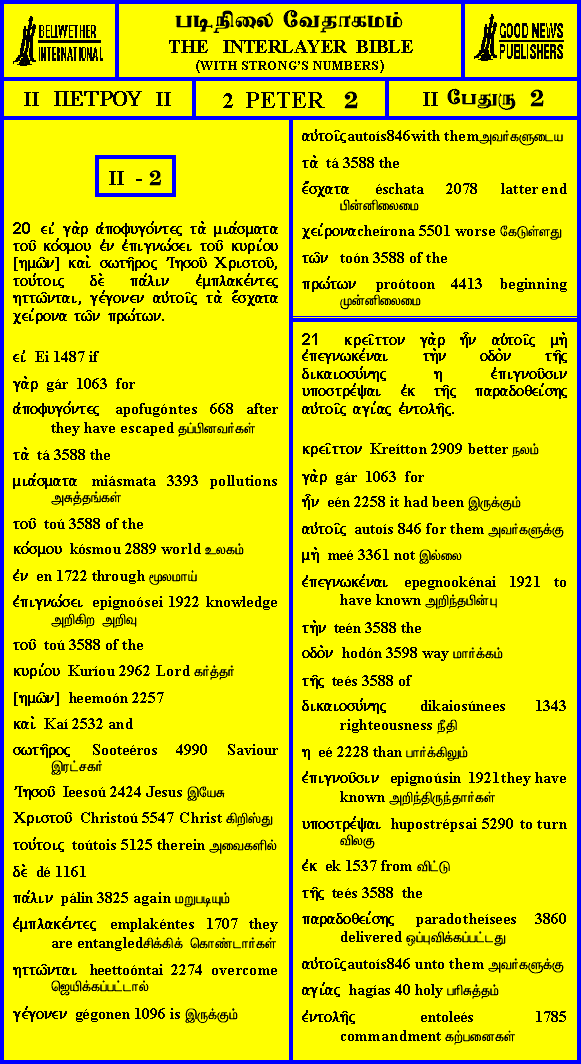 BELLWETHER
INTERNATIONAL
படிநிலை வேதாகமம்
THE INTERLAYER BIBLE
(WITH STRONG'S NUMBERS)
GOOD NEWS
PUBLISHERS
II ΠΕΤΡΟΥ II
2 PETER 2
II பேதுரு 2
II - 2
20 εἰ γὰρ ἀποφυγόντες τὰ μιάσματα
τοῦ κόσμου ἐν ἐπιγνώσει τοῦ κυρίου
[ημῶν] καὶ σωτῆρος Ἰησοῦ Χριστοῦ,
τούτοις δὲ πάλιν ἐμπλακέντες
ηττῶνται, γέγονεν αὐτοῖς τὰ ἔσχατα
χείρονα τῶν πρώτων.
εἰ Ei 1487 if
γὰρ gár 1063 for
ἀποφυγόντες apofugóntes 668 after
they have escaped தப்பினவர்கள்
τὰ tá 3588 the
μιάσματα miásmata 3393 pollutions
அசுத்தங்கள்
τοῦ toú 3588 of the
κόσμου kósmou 2889 world உலகம்
ἐν en 1722 through மூலமாய்
ἐπιγνώσει epignoósei 1922 knowledge
அறிகிற அறிவு
τοῦ toú 3588 of the
κυρίου Kuríou 2962 Lord கர்த்தர்
[ημῶν] heemoón 2257
καὶ Kaí 2532 and
σωτῆρος Sooteéros 4990 Saviour
இரட்சகர்
Ἰησοῦ Ieesoú 2424 Jesus இயேசு
Χριστοῦ Christoú 5547 Christ கிறிஸ்து
τούτοις toútois 5125 therein அவைகளில்
δὲ dé 1161
πάλιν pálin 3825 again மறுபடியும்
ἐμπλακέντες emplakéntes 1707 they
are entangledசிக்கிக் கொண்டார்கள்
ηττῶνται heettoóntai 2274 overcome
ஜெயிக்கப்பட்டால்
γέγονεν gégonen 1096 is இருக்கும்
αὐτοῖς autoís846with themஅவர்களுடைய
τὰ tá 3588 the
ἔσχατα éschata 2078 latter end
பின்னிலைமை
χείρονα cheírona 5501 worse கேடுள்ளது
τῶν toón 3588 of the
πρώτων proótoon 4413 beginning
முன்னிலைமை
21 κρεῖττον γὰρ ἦν αὐτοῖς μὴ
ἐπεγνωκέναι τὴν οδὸν τῆς
δικαιοσύνης η ἐπιγνοῦσιν
υποστρέψαι ἐκ τῆς παραδοθείσης
αὐτοῖς αγίας ἐντολῆς.
κρεῖττον Kreítton 2909 better நலம்
γὰρ gár 1063 for
ἦν eén 2258 it had been இருக்கும்
αὐτοῖς autoís 846 for them அவர்களுக்கு
μὴ meé 3361 not இல்லை
ἐπεγνωκέναι epegnookénai 1921 to
have known அறிந்தபின்பு
τὴν teén 3588 the
οδὸν hodón 3598 way மார்க்கம்
τῆς teés 3588 of
δικαιοσύνης dikaiosúnees 1343
righteousness நீதி
η eé 2228 than பார்க்கிலும்
ἐπιγνοῦσιν epignoúsin 1921they have
known அறிந்திருந்தார்கள்
υποστρέψαι hupostrépsai 5290 to turn
விலகு
ἐκ ek 1537 from விட்டு
τῆς teés 3588 the
παραδοθείσης paradotheísees 3860
delivered ஒப்புவிக்கப்பட்டது
αὐτοῖς autoís846 unto them அவர்களுக்கு
αγίας hagías 40 holy பரிசுத்தம்
ἐντολῆς entoleés 1785
commandment கற்பனைகள்